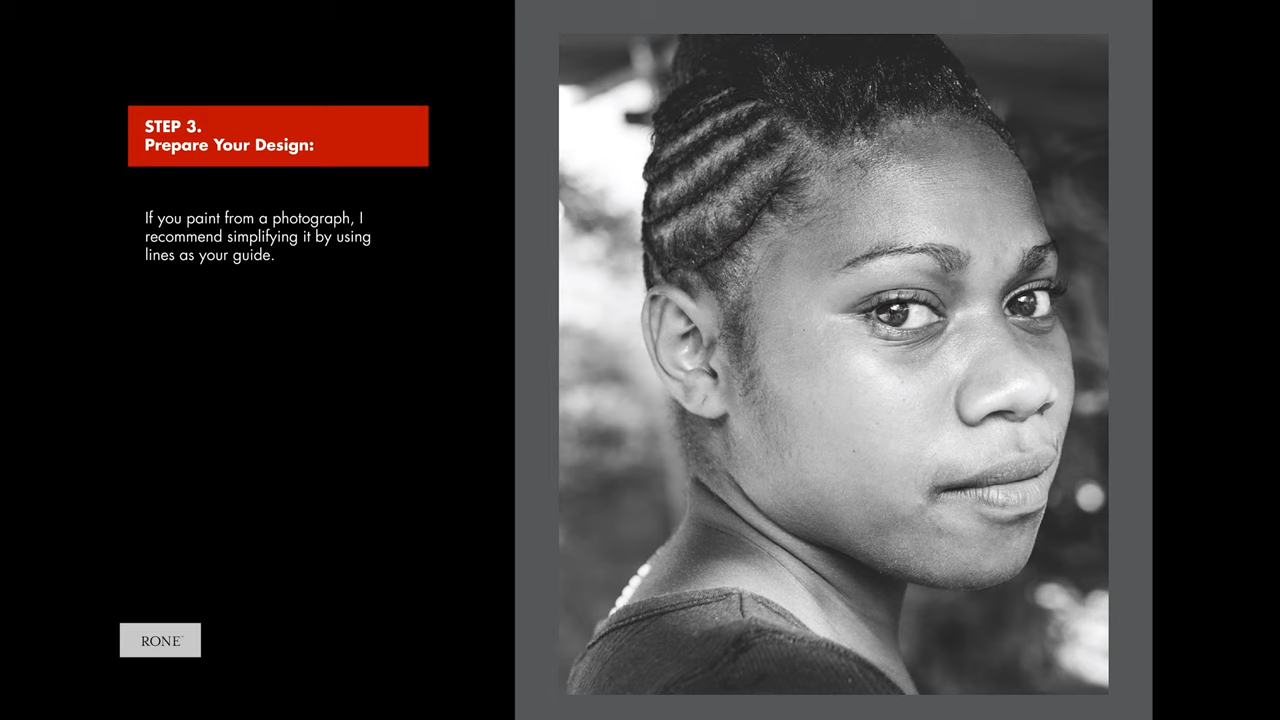 STEP 3.
Prepare Your Design:
If you paint from a photograph, I
recommend simplifying it by using
lines as your guide.
RONE